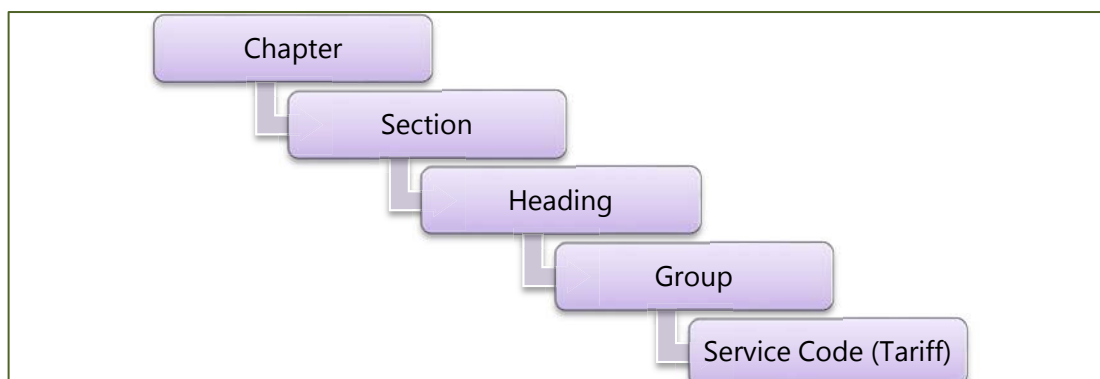 Chapter
Section
Heading
Group
Service Code (Tariff)